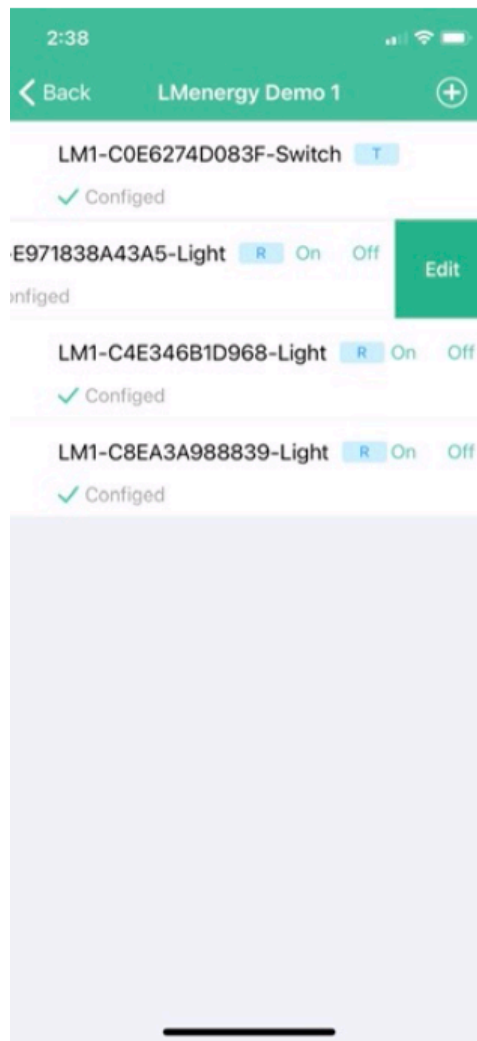 2:38
Back LMenergy Demo 1
LM1-C0E6274D083F-Switch T
Configed
-E971838A43A5-Light R On Off Edit
onfiged
LM1-C4E346B1D968-Light R On Off
Configed
LM1-C8EA3A988839-Light R On Off
Configed